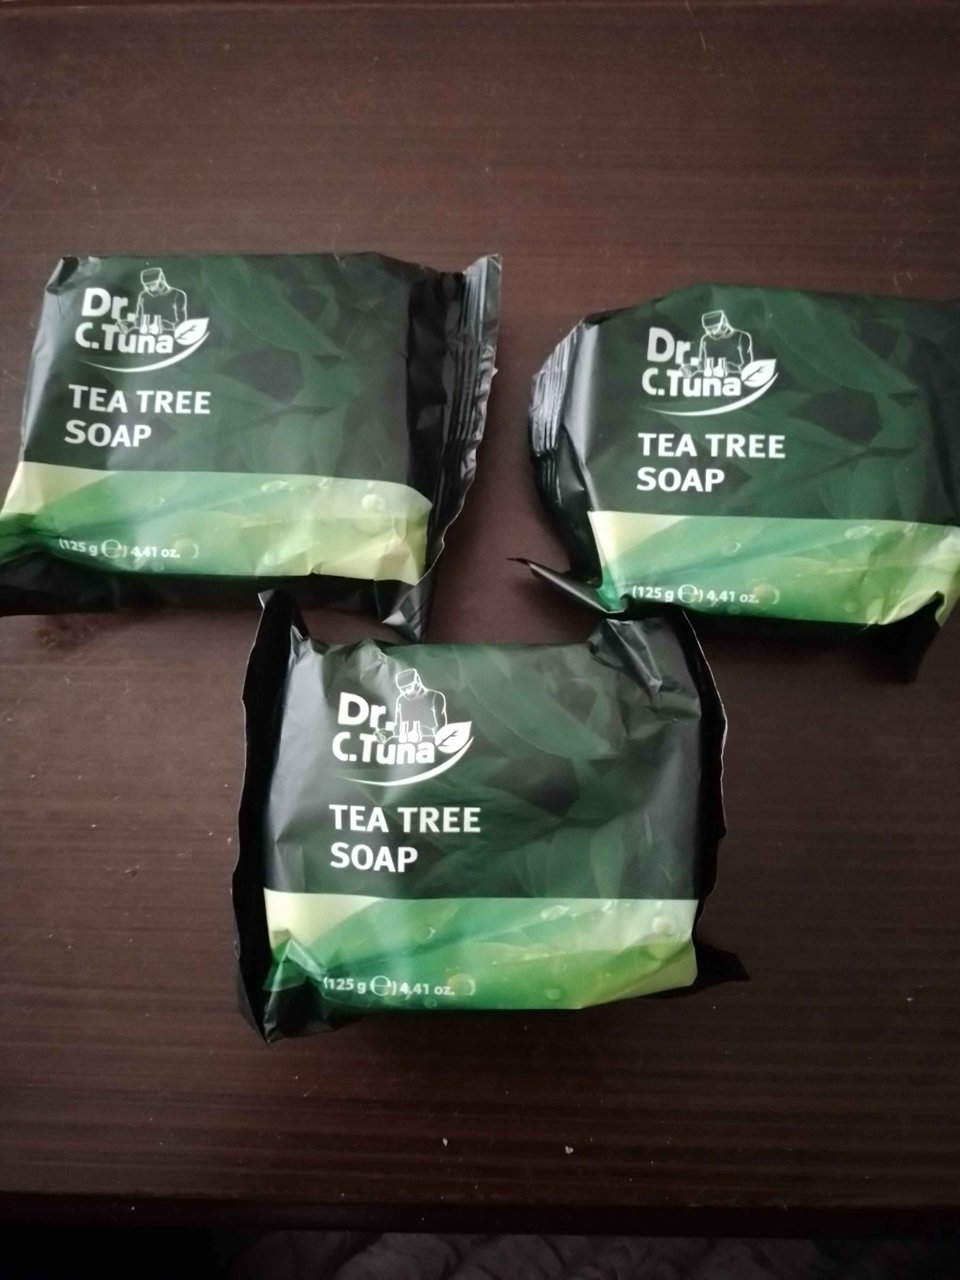 Dr.
C.Tuna
TEA TREE
SOAP
(125 g ℮) 4.41 oz.
Dr.
C.Tuna
TEA TREE
SOAP
(125 g ℮) 4.41 oz.
Dr.
C.Tuna
TEA TREE
SOAP
(125 g ℮) 4.41 oz.